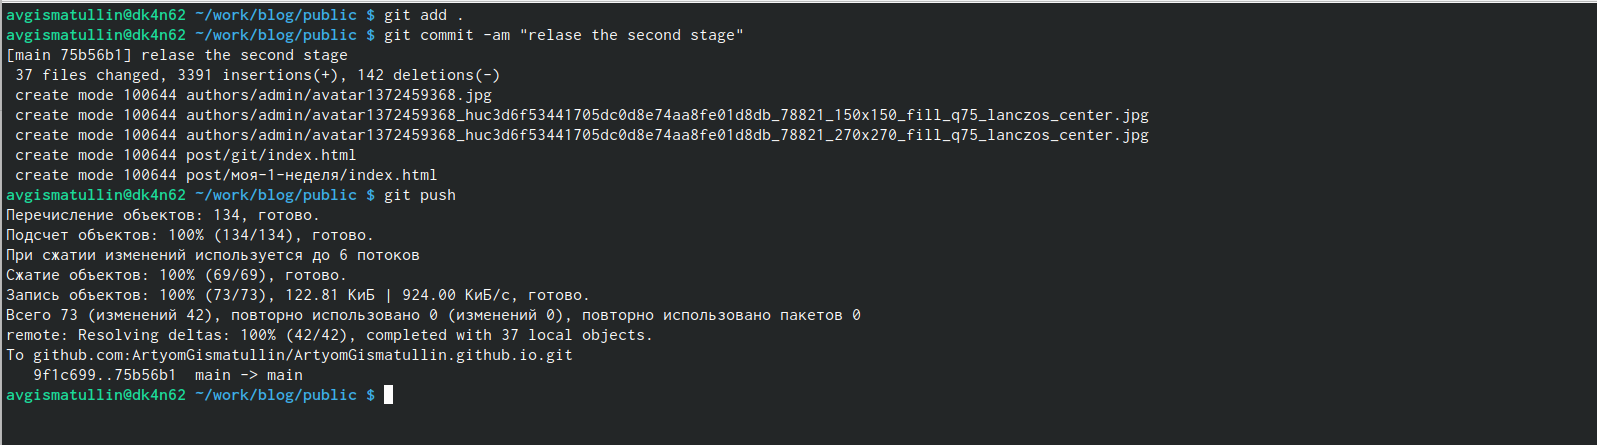 avgismatullin@dk4n62 ~/work/blog/public $ git add .
avgismatullin@dk4n62 ~/work/blog/public $ git commit -am "relase the second stage"
[main 75b56b1] relase the second stage
 37 files changed, 3391 insertions(+), 142 deletions(-)
 create mode 100644 authors/admin/avatar1372459368.jpg
 create mode 100644 authors/admin/avatar1372459368_huc3d6f53441705dc0d8e74aa8fe01d8db_78821_150x150_fill_q75_lanczos_center.jpg
 create mode 100644 authors/admin/avatar1372459368_huc3d6f53441705dc0d8e74aa8fe01d8db_78821_270x270_fill_q75_lanczos_center.jpg
 create mode 100644 post/git/index.html
 create mode 100644 post/моя-1-неделя/index.html
avgismatullin@dk4n62 ~/work/blog/public $ git push
Перечисление объектов: 134, готово.
Подсчет объектов: 100% (134/134), готово.
При сжатии изменений используется до 6 потоков
Сжатие объектов: 100% (69/69), готово.
Запись объектов: 100% (73/73), 122.81 КиБ | 924.00 КиБ/с, готово.
Всего 73 (изменений 42), повторно использовано 0 (изменений 0), повторно использовано пакетов 0
remote: Resolving deltas: 100% (42/42), completed with 37 local objects.
To github.com:ArtyomGismatullin/ArtyomGismatullin.github.io.git
   9f1c699..75b56b1  main -> main
avgismatullin@dk4n62 ~/work/blog/public $